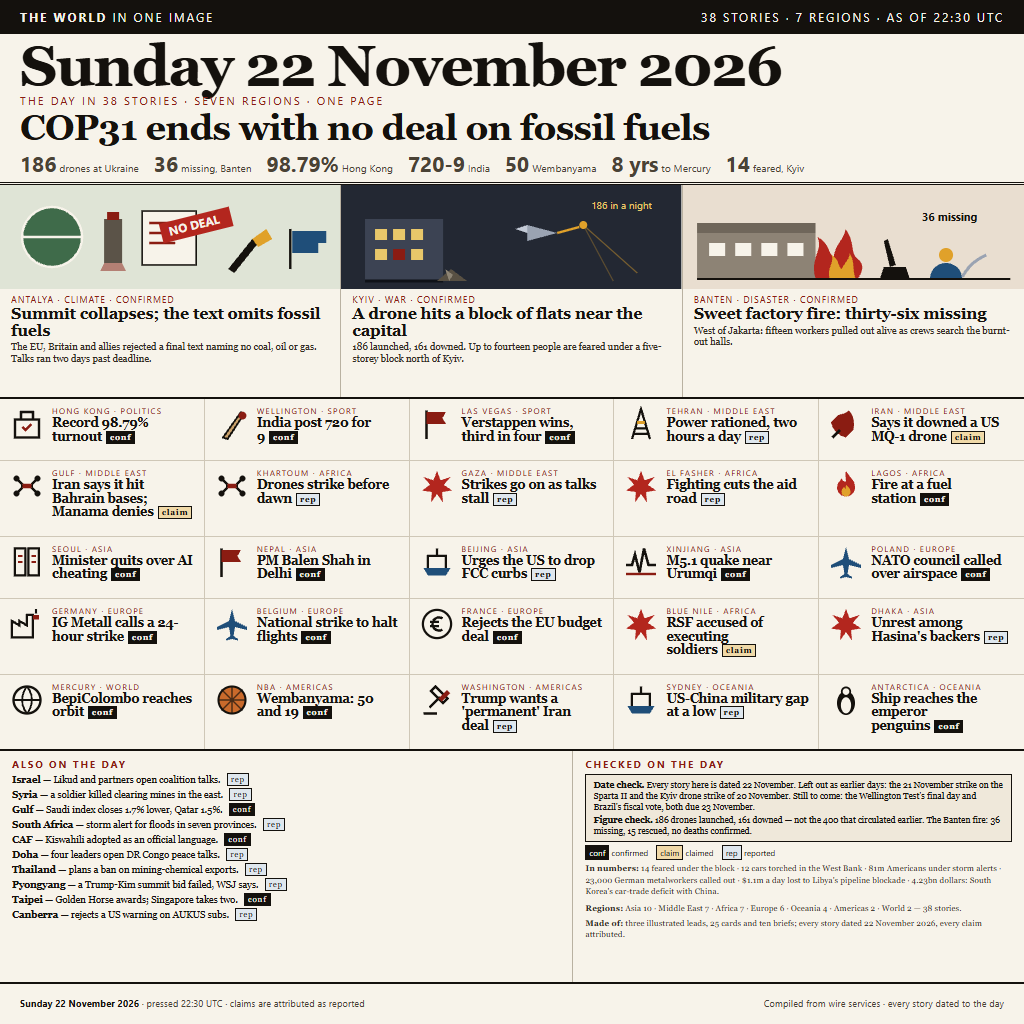 THE WORLD IN ONE IMAGE
38 STORIES · 7 REGIONS · AS OF 22:30 UTC
Sunday 22 November 2026
THE DAY IN 38 STORIES · SEVEN REGIONS · ONE PAGE
COP31 ends with no deal on fossil fuels
186 drones at Ukraine 36 missing, Banten 98.79% Hong Kong 720-9 India 50 Wembanyama 8 yrs to Mercury 14 feared, Kyiv
NO DEAL
ANTALYA · CLIMATE · CONFIRMED
Summit collapses; the text omits fossil
fuels
The EU, Britain and allies rejected a final text naming no coal, oil or gas.
Talks ran two days past deadline.
186 in a night
KYIV · WAR · CONFIRMED
A drone hits a block of flats near the
capital
186 launched, 161 downed. Up to fourteen people are feared under a five-
storey block north of Kyiv.
36 missing
BANTEN · DISASTER · CONFIRMED
Sweet factory fire: thirty-six missing
West of Jakarta: fifteen workers pulled out alive as crews search the burnt-
out halls.
HONG KONG · POLITICS
Record 98.79%
turnout conf
WELLINGTON · SPORT
India post 720 for
9 conf
LAS VEGAS · SPORT
Verstappen wins,
third in four conf
TEHRAN · MIDDLE EAST
Power rationed, two
hours a day rep
IRAN · MIDDLE EAST
Says it downed a US
MQ-1 drone claim
GULF · MIDDLE EAST
Iran says it hit
Bahrain bases;
Manama denies claim
KHARTOUM · AFRICA
Drones strike before
dawn rep
GAZA · MIDDLE EAST
Strikes go on as talks
stall rep
EL FASHER · AFRICA
Fighting cuts the aid
road rep
LAGOS · AFRICA
Fire at a fuel
station conf
SEOUL · ASIA
Minister quits over AI
cheating conf
NEPAL · ASIA
PM Balen Shah in
Delhi conf
BEIJING · ASIA
Urges the US to drop
FCC curbs rep
XINJIANG · ASIA
M5.1 quake near
Urumqi conf
POLAND · EUROPE
NATO council called
over airspace conf
GERMANY · EUROPE
IG Metall calls a 24-
hour strike conf
BELGIUM · EUROPE
National strike to halt
flights conf
FRANCE · EUROPE
Rejects the EU budget
deal conf
BLUE NILE · AFRICA
RSF accused of
executing
soldiers claim
DHAKA · ASIA
Unrest among
Hasina's backers rep
MERCURY · WORLD
BepiColombo reaches
orbit conf
NBA · AMERICAS
Wembanyama: 50
and 19 conf
WASHINGTON · AMERICAS
Trump wants a
'permanent' Iran
deal rep
SYDNEY · OCEANIA
US-China military gap
at a low rep
ANTARCTICA · OCEANIA
Ship reaches the
emperor
penguins conf
ALSO ON THE DAY
Israel — Likud and partners open coalition talks. rep
Syria — a soldier killed clearing mines in the east. rep
Gulf — Saudi index closes 1.7% lower, Qatar 1.5%. conf
South Africa — storm alert for floods in seven provinces. rep
CAF — Kiswahili adopted as an official language. conf
Doha — four leaders open DR Congo peace talks. rep
Thailand — plans a ban on mining-chemical exports. rep
Pyongyang — a Trump-Kim summit bid failed, WSJ says. rep
Taipei — Golden Horse awards; Singapore takes two. conf
Canberra — rejects a US warning on AUKUS subs. rep
CHECKED ON THE DAY
Date check. Every story here is dated 22 November. Left out as earlier days: the 21 November strike on the
Sparta II and the Kyiv drone strike of 20 November. Still to come: the Wellington Test's final day and
Brazil's fiscal vote, both due 23 November.
Figure check. 186 drones launched, 161 downed — not the 400 that circulated earlier. The Banten fire: 36
missing, 15 rescued, no deaths confirmed.
conf confirmed claim claimed rep reported
In numbers: 14 feared under the block · 12 cars torched in the West Bank · 81m Americans under storm alerts ·
23,000 German metalworkers called out · $1.1m a day lost to Libya's pipeline blockade · 4.23bn dollars: South
Korea's car-trade deficit with China.
Regions: Asia 10 · Middle East 7 · Africa 7 · Europe 6 · Oceania 4 · Americas 2 · World 2 — 38 stories.
Made of: three illustrated leads, 25 cards and ten briefs; every story dated 22 November 2026, every claim
attributed.
Sunday 22 November 2026 · pressed 22:30 UTC · claims are attributed as reported
Compiled from wire services · every story dated to the day